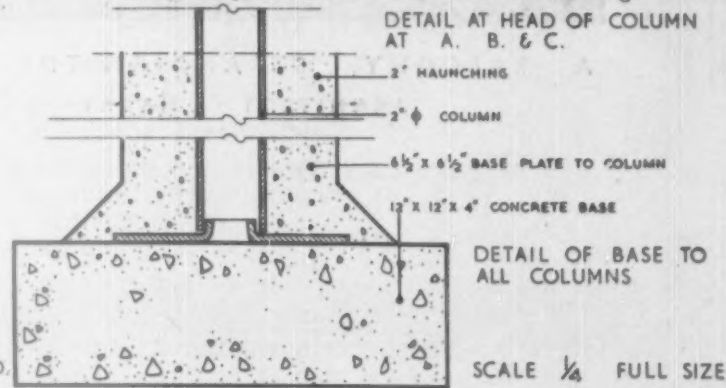 DETAIL AT HEAD OF COLUMN
AT A. B. & C.
2" HAUNCHING
2" ϕ COLUMN
6½" X 6½" BASE PLATE TO COLUMN
12" X 12" X 4" CONCRETE BASE
DETAIL OF BASE TO
ALL COLUMNS
SCALE ¼ FULL SIZE